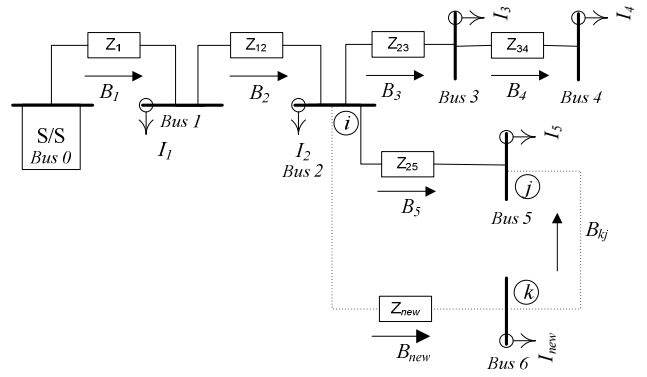 I3
I4
Z1
Z12
Z23
Z34
B1
B2
B3
Bus 3
B4
Bus 4
S/S
Bus 0
Bus 1
I1
I2
Bus 2
i
I5
Z25
j
B5
Bus 5
Bkj
k
Znew
Bnew
Bus 6
Inew